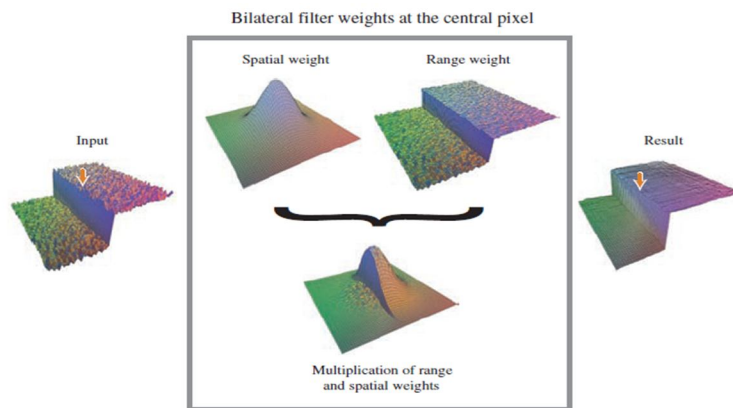 Bilateral filter weights at the central pixel
Spatial weight
Range weight
Input
Result
Multiplication of range
and spatial weights